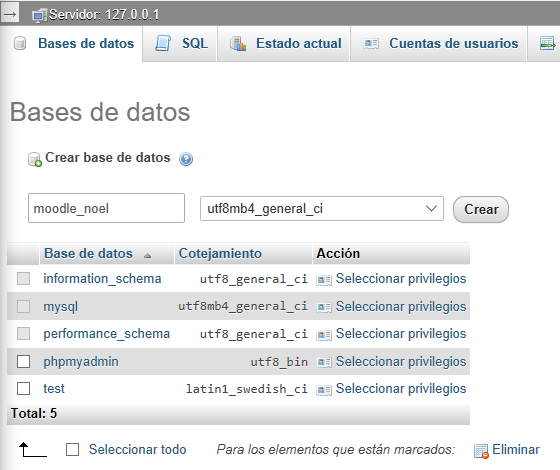 Servidor: 127.0.0.1
Bases de datos SQL Estado actual Cuentas de usuarios
Bases de datos
Crear base de datos
moodle_noel utf8mb4_general_ci Crear
Base de datos Cotejamiento Acción
information_schema utf8_general_ci Seleccionar privilegios
mysql utf8mb4_general_ci Seleccionar privilegios
performance_schema utf8_general_ci Seleccionar privilegios
phpmyadmin utf8_bin Seleccionar privilegios
test latin1_swedish_ci Seleccionar privilegios
Total: 5
Seleccionar todo Para los elementos que están marcados: Eliminar